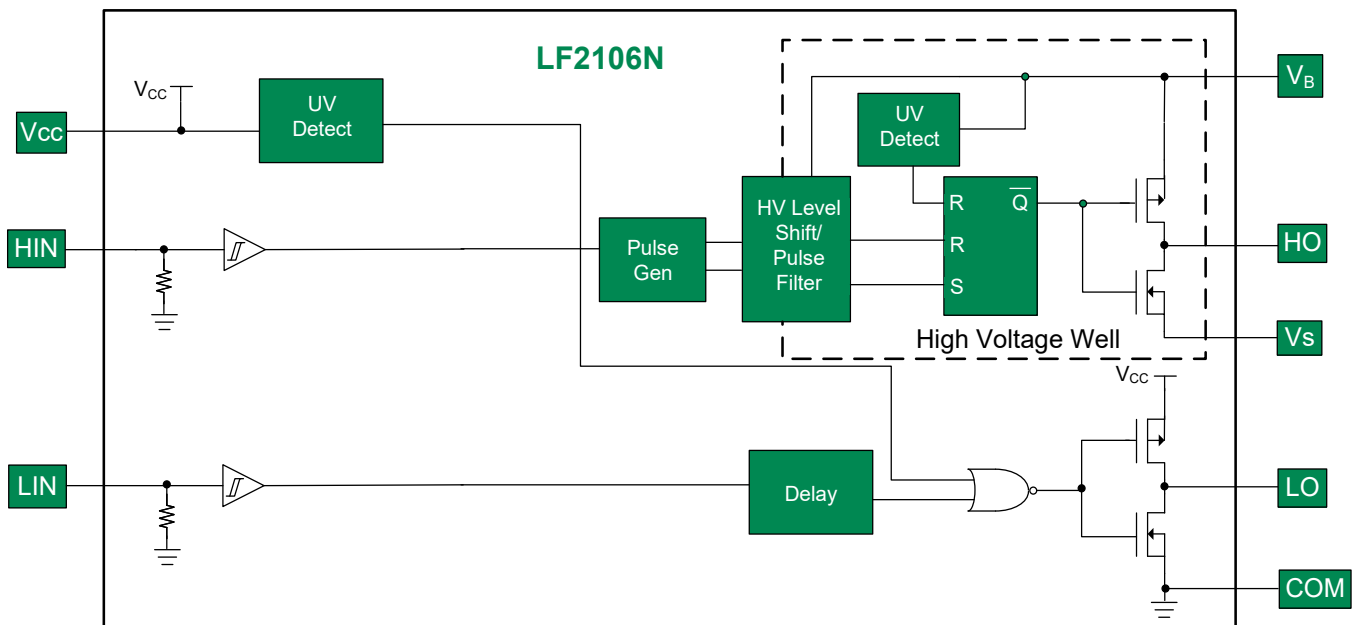 LF2106N
VCC
Vcc
UV
Detect
VB
UV
Detect
HIN
Pulse
Gen
HV Level
Shift/
Pulse
Filter
R
Q̅
R
S
HO
High Voltage Well
Vs
VCC
LIN
Delay
LO
COM